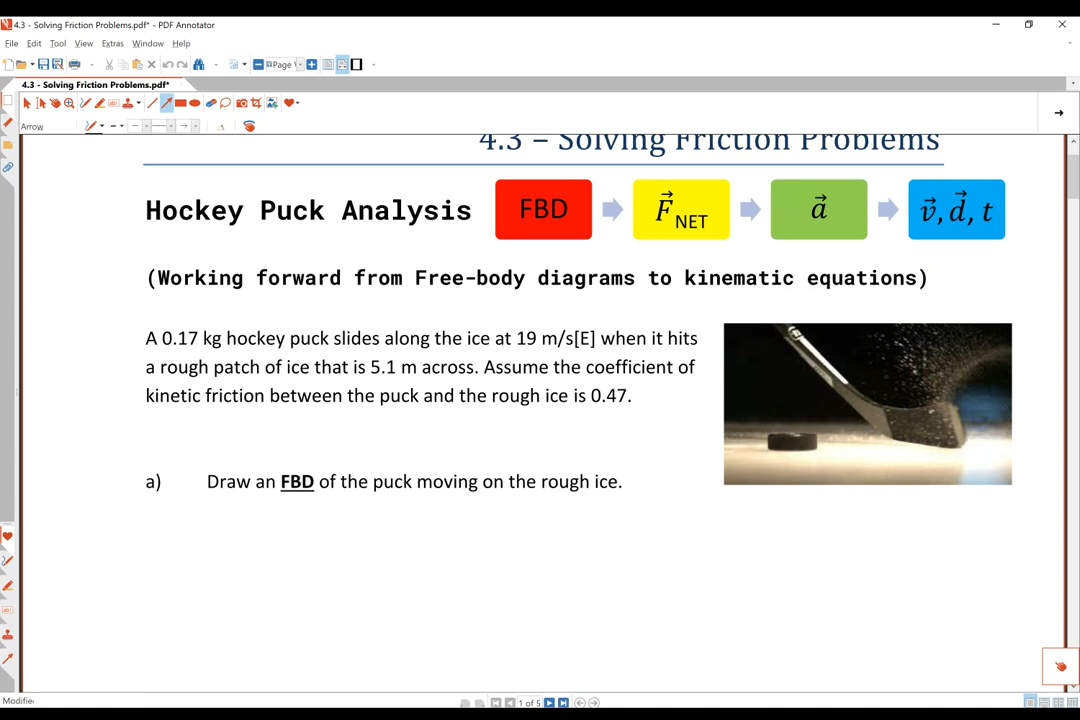 4.3 - Solving Friction Problems.pdf* - PDF Annotator
File Edit Tool View Extras Window Help
Page
4.3 - Solving Friction Problems.pdf*
Arrow
4.3 – Solving Friction Problems
Hockey Puck Analysis FBD F⃗ NET a⃗ v⃗, d⃗, t
(Working forward from Free-body diagrams to kinematic equations)
A 0.17 kg hockey puck slides along the ice at 19 m/s[E] when it hits
a rough patch of ice that is 5.1 m across. Assume the coefficient of
kinetic friction between the puck and the rough ice is 0.47.
a) Draw an FBD of the puck moving on the rough ice.
Modifie
1 of 5